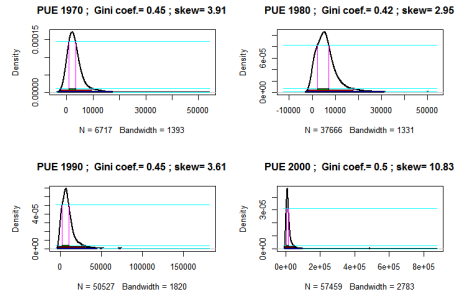 PUE 1970 ; Gini coef.= 0.45 ; skew= 3.91
Density
0.00000 0.00015
0 10000 30000 50000
N = 6717 Bandwidth = 1393
PUE 1980 ; Gini coef.= 0.42 ; skew= 2.95
Density
0e+00 6e-05
-10000 10000 30000 50000
N = 37666 Bandwidth = 1331
PUE 1990 ; Gini coef.= 0.45 ; skew= 3.61
Density
0e+00 4e-05
0 50000 100000 150000
N = 50527 Bandwidth = 1820
PUE 2000 ; Gini coef.= 0.5 ; skew= 10.83
Density
0e+00 3e-05
0e+00 2e+05 4e+05 6e+05 8e+05
N = 57459 Bandwidth = 2783